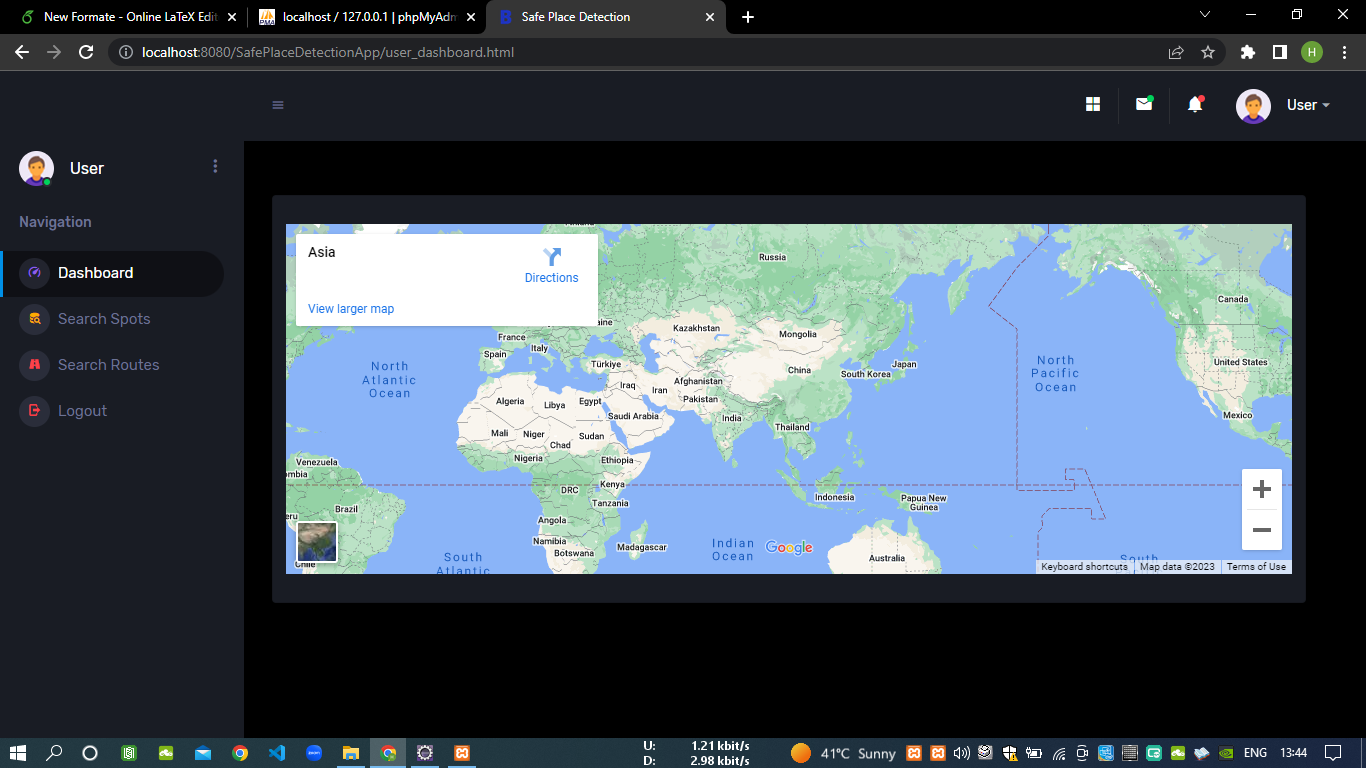 New Formate - Online LaTeX Edit
localhost / 127.0.0.1 | phpMyAdm
Safe Place Detection
localhost:8080/SafePlaceDetectionApp/user_dashboard.html
H
User
User
Navigation
Dashboard
Search Spots
Search Routes
Logout
Asia
Directions
View larger map
Russia
Canada
Kazakhstan
Mongolia
France
Italy
Spain
Türkiye
China
Japan
South Korea
United States
North
Atlantic
Ocean
North
Pacific
Ocean
Iraq
Iran
Afghanistan
Pakistan
Algeria
Libya
Egypt
Saudi Arabia
India
Mexico
Thailand
Mali
Niger
Chad
Sudan
Nigeria
Ethiopia
Venezuela
DRC
Kenya
Tanzania
Indonesia
Papua New
Guinea
Brazil
Angola
Namibia
Botswana
Madagascar
Indian
Ocean
Google
Australia
South
Atlantic
South
Chile
Keyboard shortcuts
Map data ©2023
Terms of Use
U: 1.21 kbit/s
D: 2.98 kbit/s
41°C Sunny
ENG
13:44